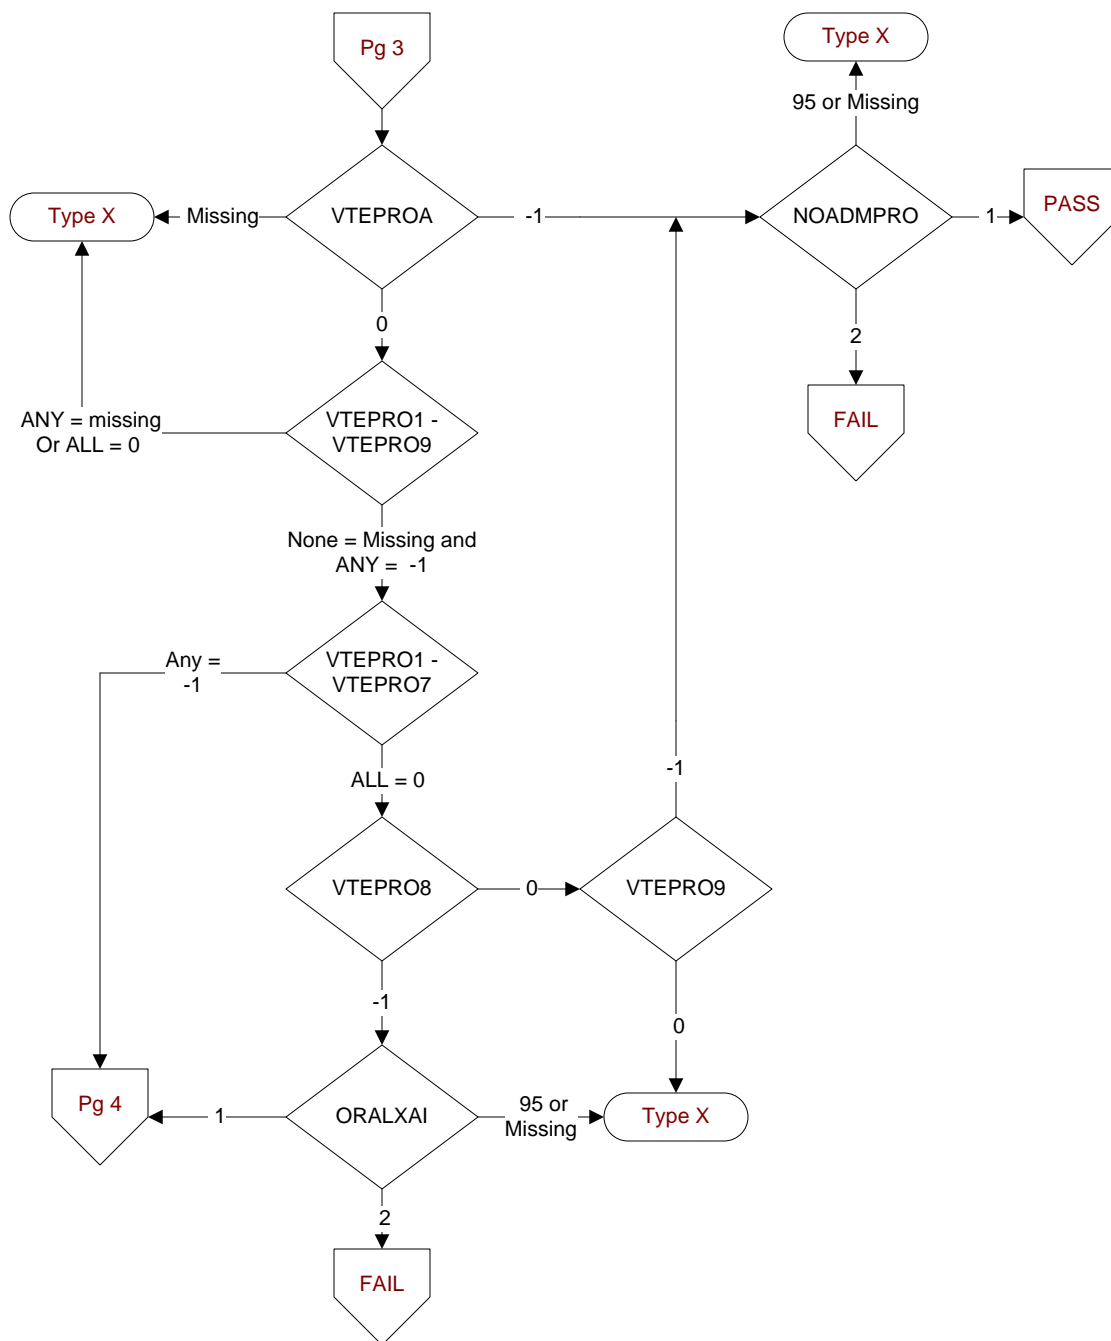 Pg 3
Type X
95 or Missing
Type X
Missing
VTEPROA
-1
NOADMPRO
1
PASS
0
2
VTEPRO1 -
VTEPRO9
ANY = missing
Or ALL = 0
FAIL
None = Missing and
ANY = -1
VTEPRO1 -
VTEPRO7
Any =
-1
ALL = 0
-1
VTEPRO8
0
VTEPRO9
-1
0
Pg 4
1
ORALXAI
95 or
Missing
Type X
2
FAIL